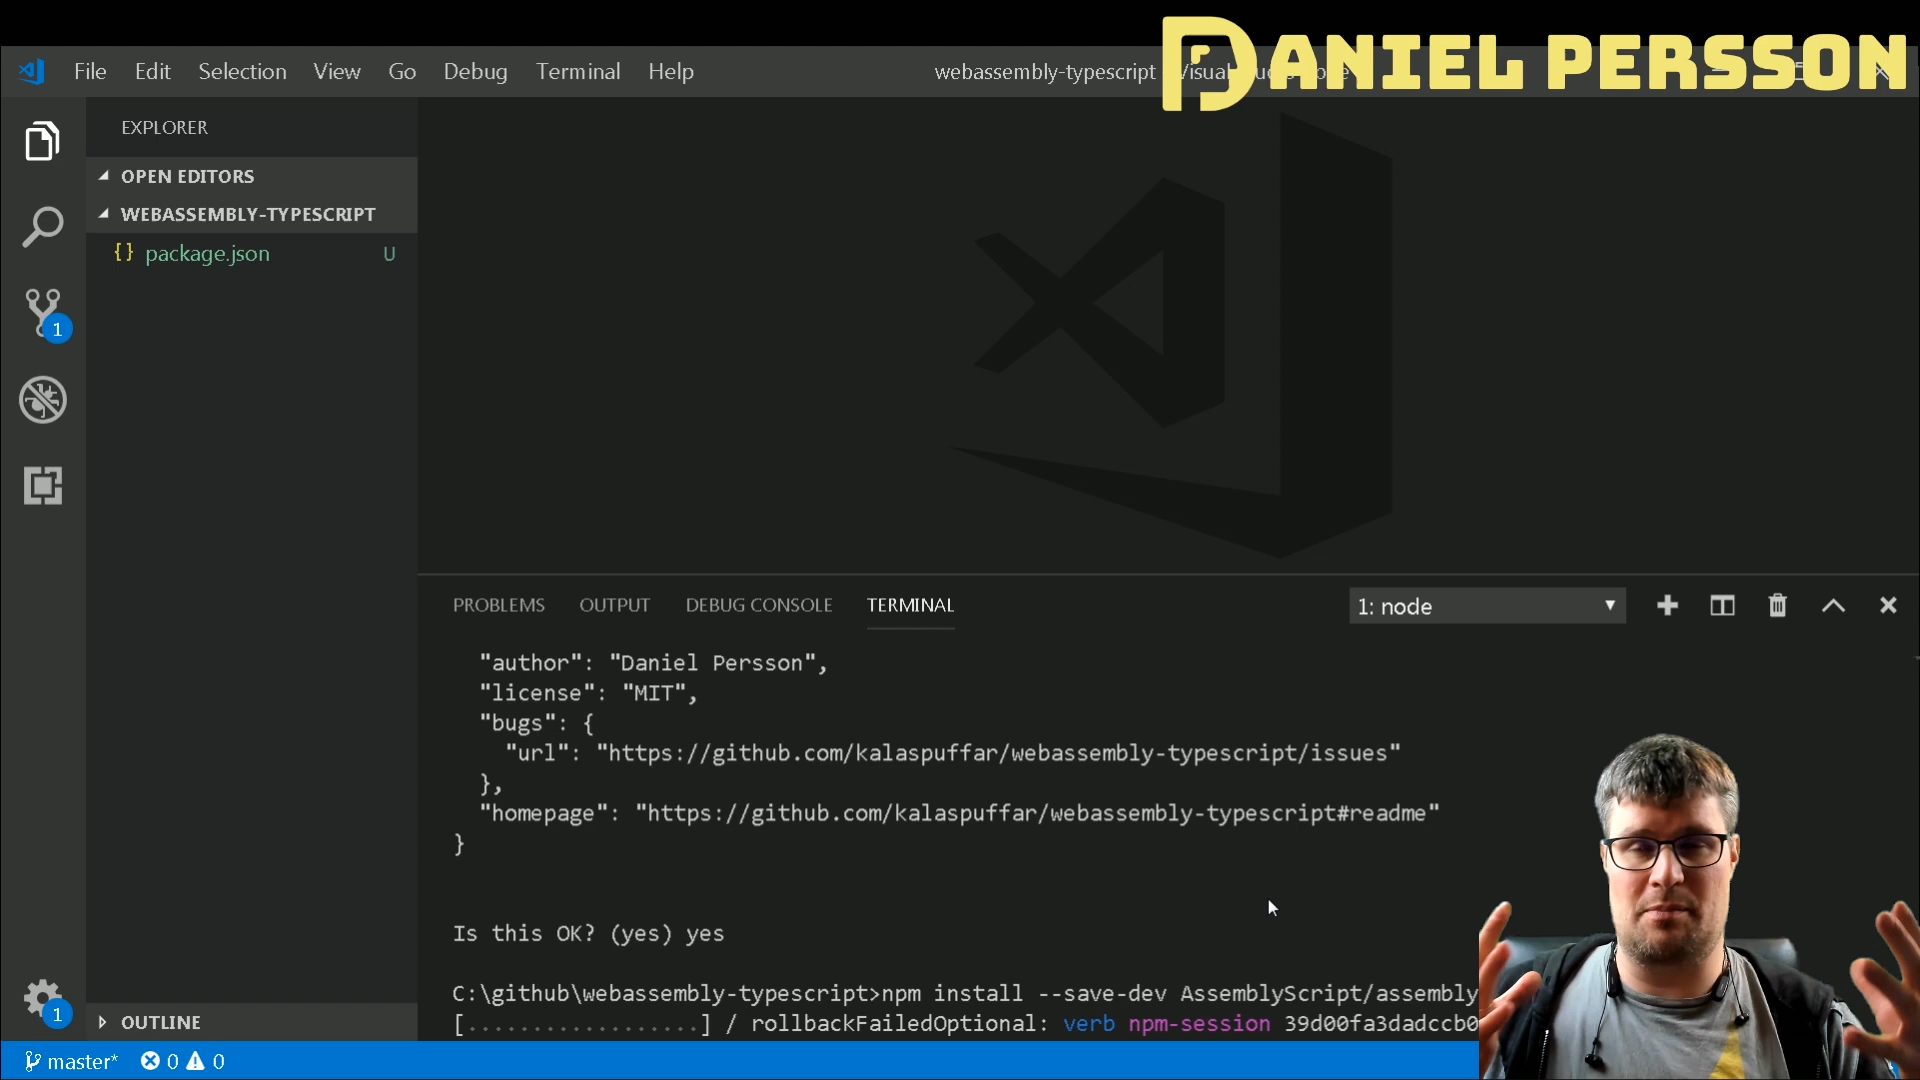 DANIEL PERSSON
File Edit Selection View Go Debug Terminal Help
webassembly-typescript
EXPLORER
OPEN EDITORS
WEBASSEMBLY-TYPESCRIPT
{} package.json U
1
1
OUTLINE
PROBLEMS OUTPUT DEBUG CONSOLE TERMINAL
1: node
"author": "Daniel Persson",
"license": "MIT",
"bugs": {
"url": "https://github.com/kalaspuffar/webassembly-typescript/issues"
},
"homepage": "https://github.com/kalaspuffar/webassembly-typescript#readme"
}
Is this OK? (yes) yes
C:\github\webassembly-typescript>npm install --save-dev AssemblyScript/assembly
[..................] / rollbackFailedOptional: verb npm-session 39d00fa3dadccb0
master* 0 0